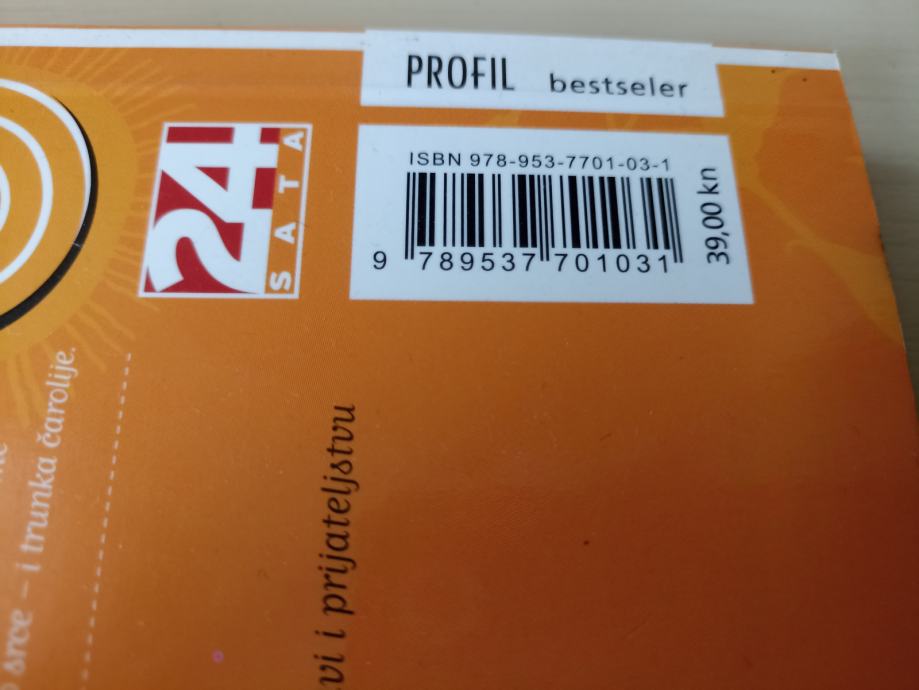 PROFIL bestseler
ISBN 978-953-7701-03-1
9 789537 701031
39,00 kn
24
SATA
srce – i trunka čarolije.
i prijateljstvu